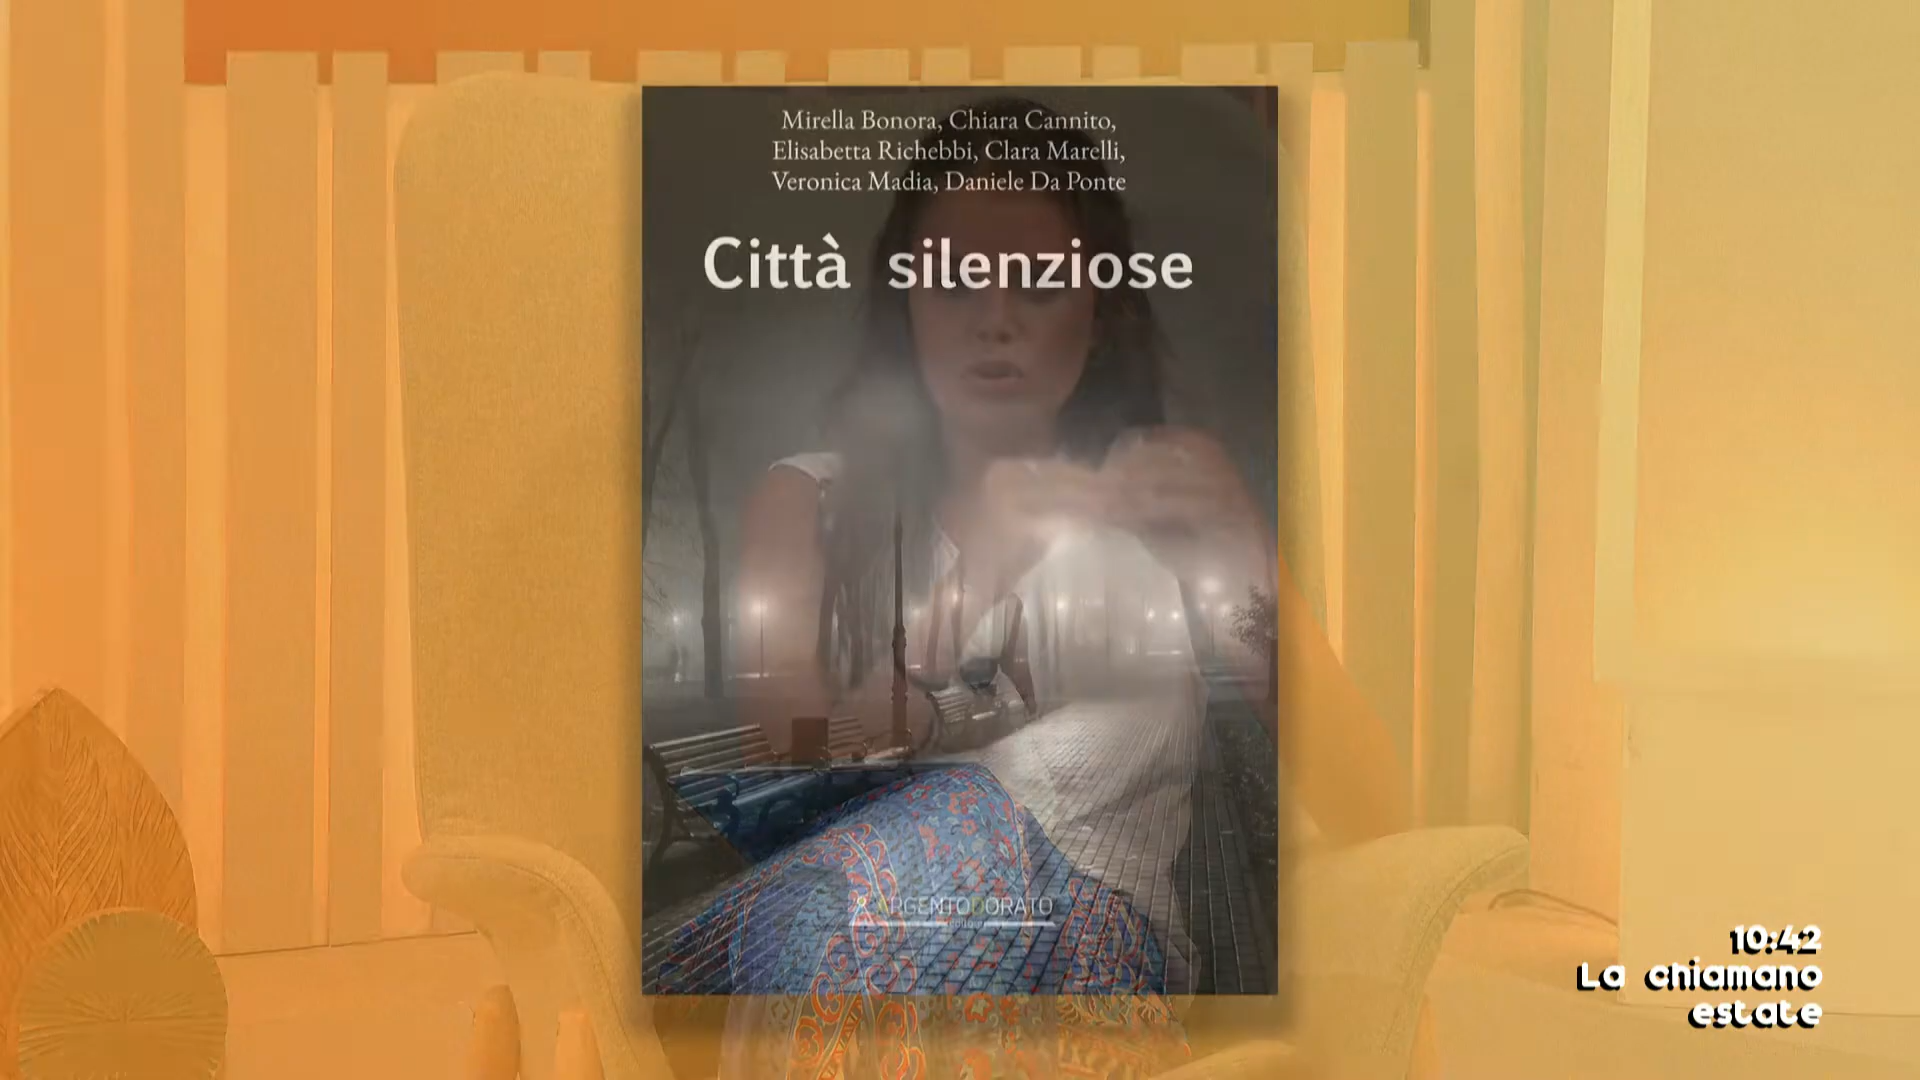 Mirella Bonora, Chiara Cannito,
Elisabetta Richebbi, Clara Marelli,
Veronica Madia, Daniele Da Ponte
Città silenziose
ARGENTODORATO
10:42
La chiamano
estate